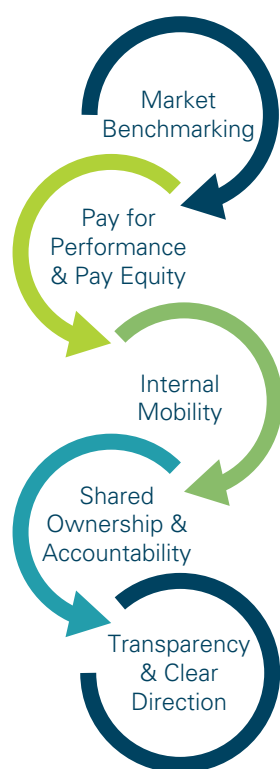 Market
Benchmarking
Pay for
Performance
& Pay Equity
Internal
Mobility
Shared
Ownership &
Accountability
Transparency
& Clear
Direction